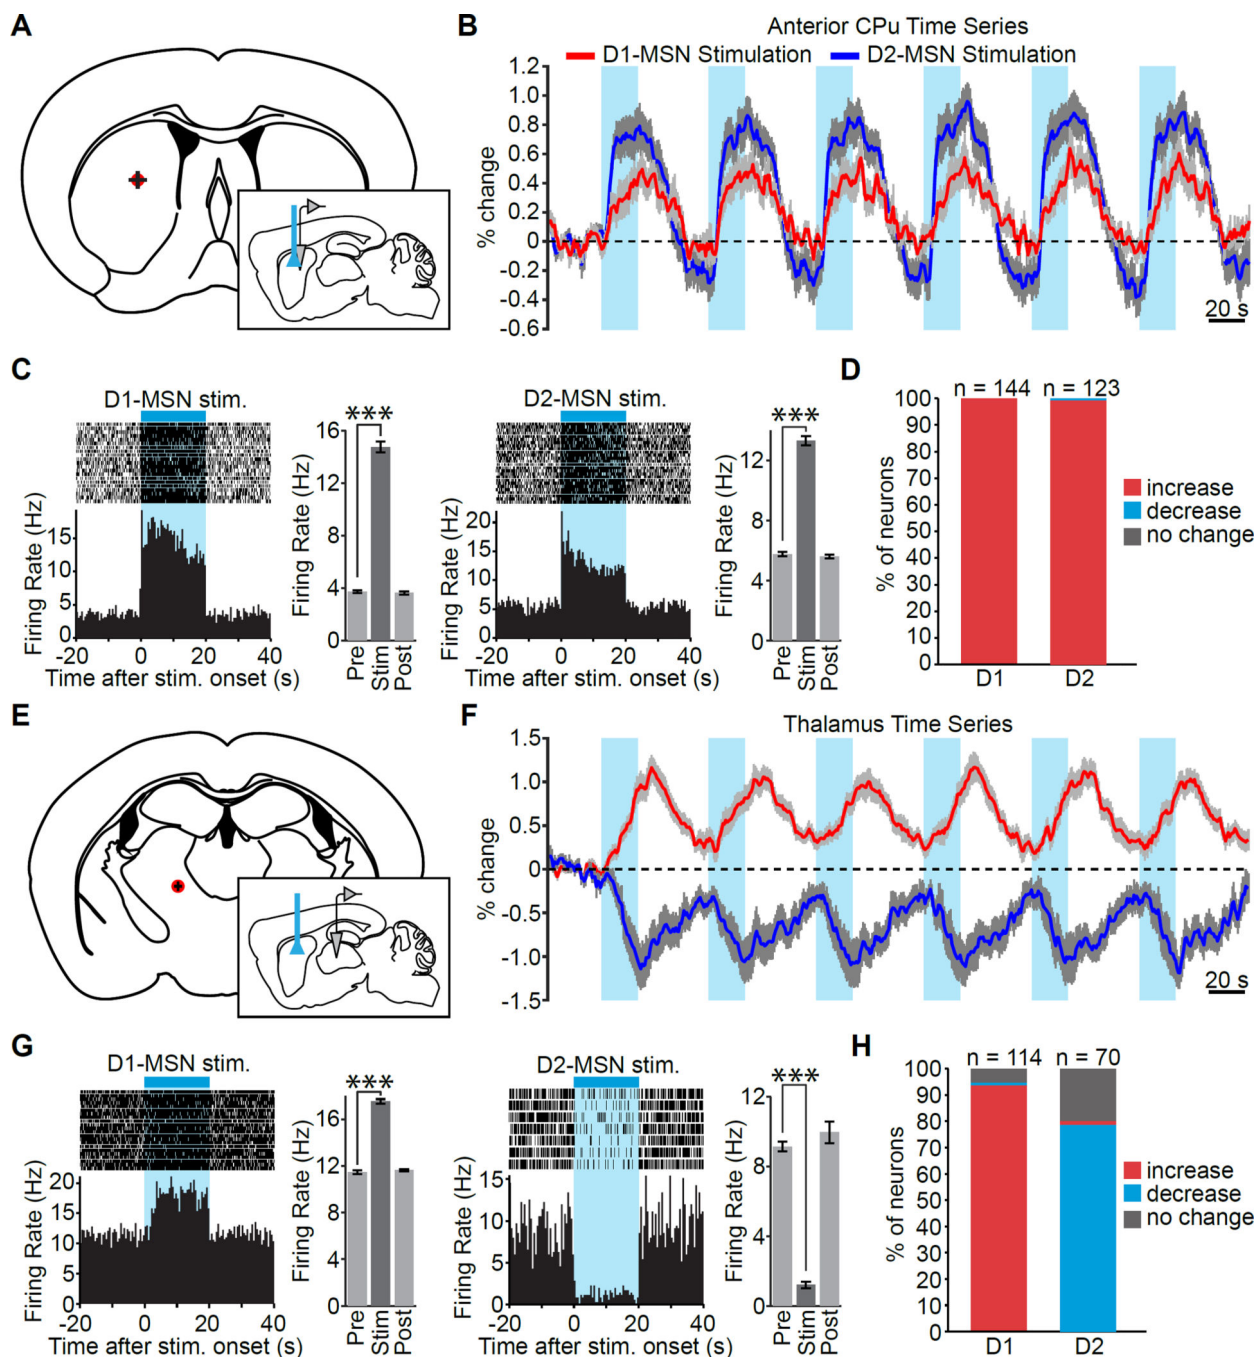 A
B
Anterior CPu Time Series
D1-MSN Stimulation
D2-MSN Stimulation
% change
1.2
1.0
0.8
0.6
0.4
0.2
0
-0.2
-0.4
-0.6
20 s
C
D1-MSN stim.
Firing Rate (Hz)
15
10
5
0
-20 0 20 40
Time after stim. onset (s)
***
Firing Rate (Hz)
16
12
8
4
0
Pre
Stim
Post
D2-MSN stim.
Firing Rate (Hz)
20
15
10
5
0
-20 0 20 40
Time after stim. onset (s)
***
Firing Rate (Hz)
12
8
4
0
Pre
Stim
Post
D
n = 144 n = 123
% of neurons
100
90
80
70
60
50
40
30
20
10
0
D1 D2
increase
decrease
no change
E
F
Thalamus Time Series
% change
1.5
1.0
0.5
0
-0.5
-1.0
-1.5
20 s
G
D1-MSN stim.
Firing Rate (Hz)
20
15
10
5
0
-20 0 20 40
Time after stim. onset (s)
***
Firing Rate (Hz)
16
12
8
4
0
Pre
Stim
Post
D2-MSN stim.
Firing Rate (Hz)
15
10
5
0
-20 0 20 40
Time after stim. onset (s)
***
Firing Rate (Hz)
12
8
4
0
Pre
Stim
Post
H
n = 114 n = 70
% of neurons
100
90
80
70
60
50
40
30
20
10
0
D1 D2
increase
decrease
no change